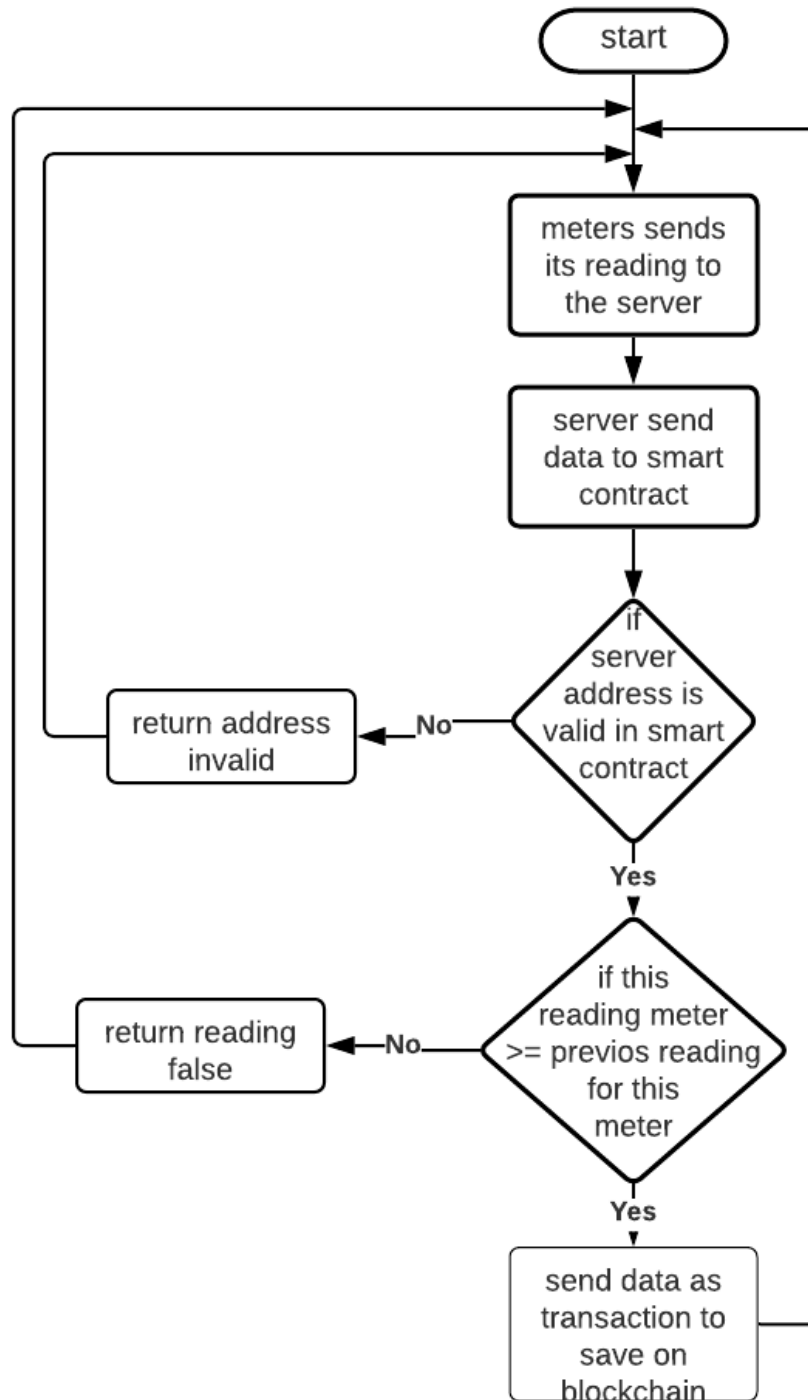 start
meters sends
its reading to
the server
server send
data to smart
contract
if
server
address is
valid in smart
contract
No
return address
invalid
Yes
if this
reading meter
>= previos reading
for this
meter
No
return reading
false
Yes
send data as
transaction to
save on
blockchain